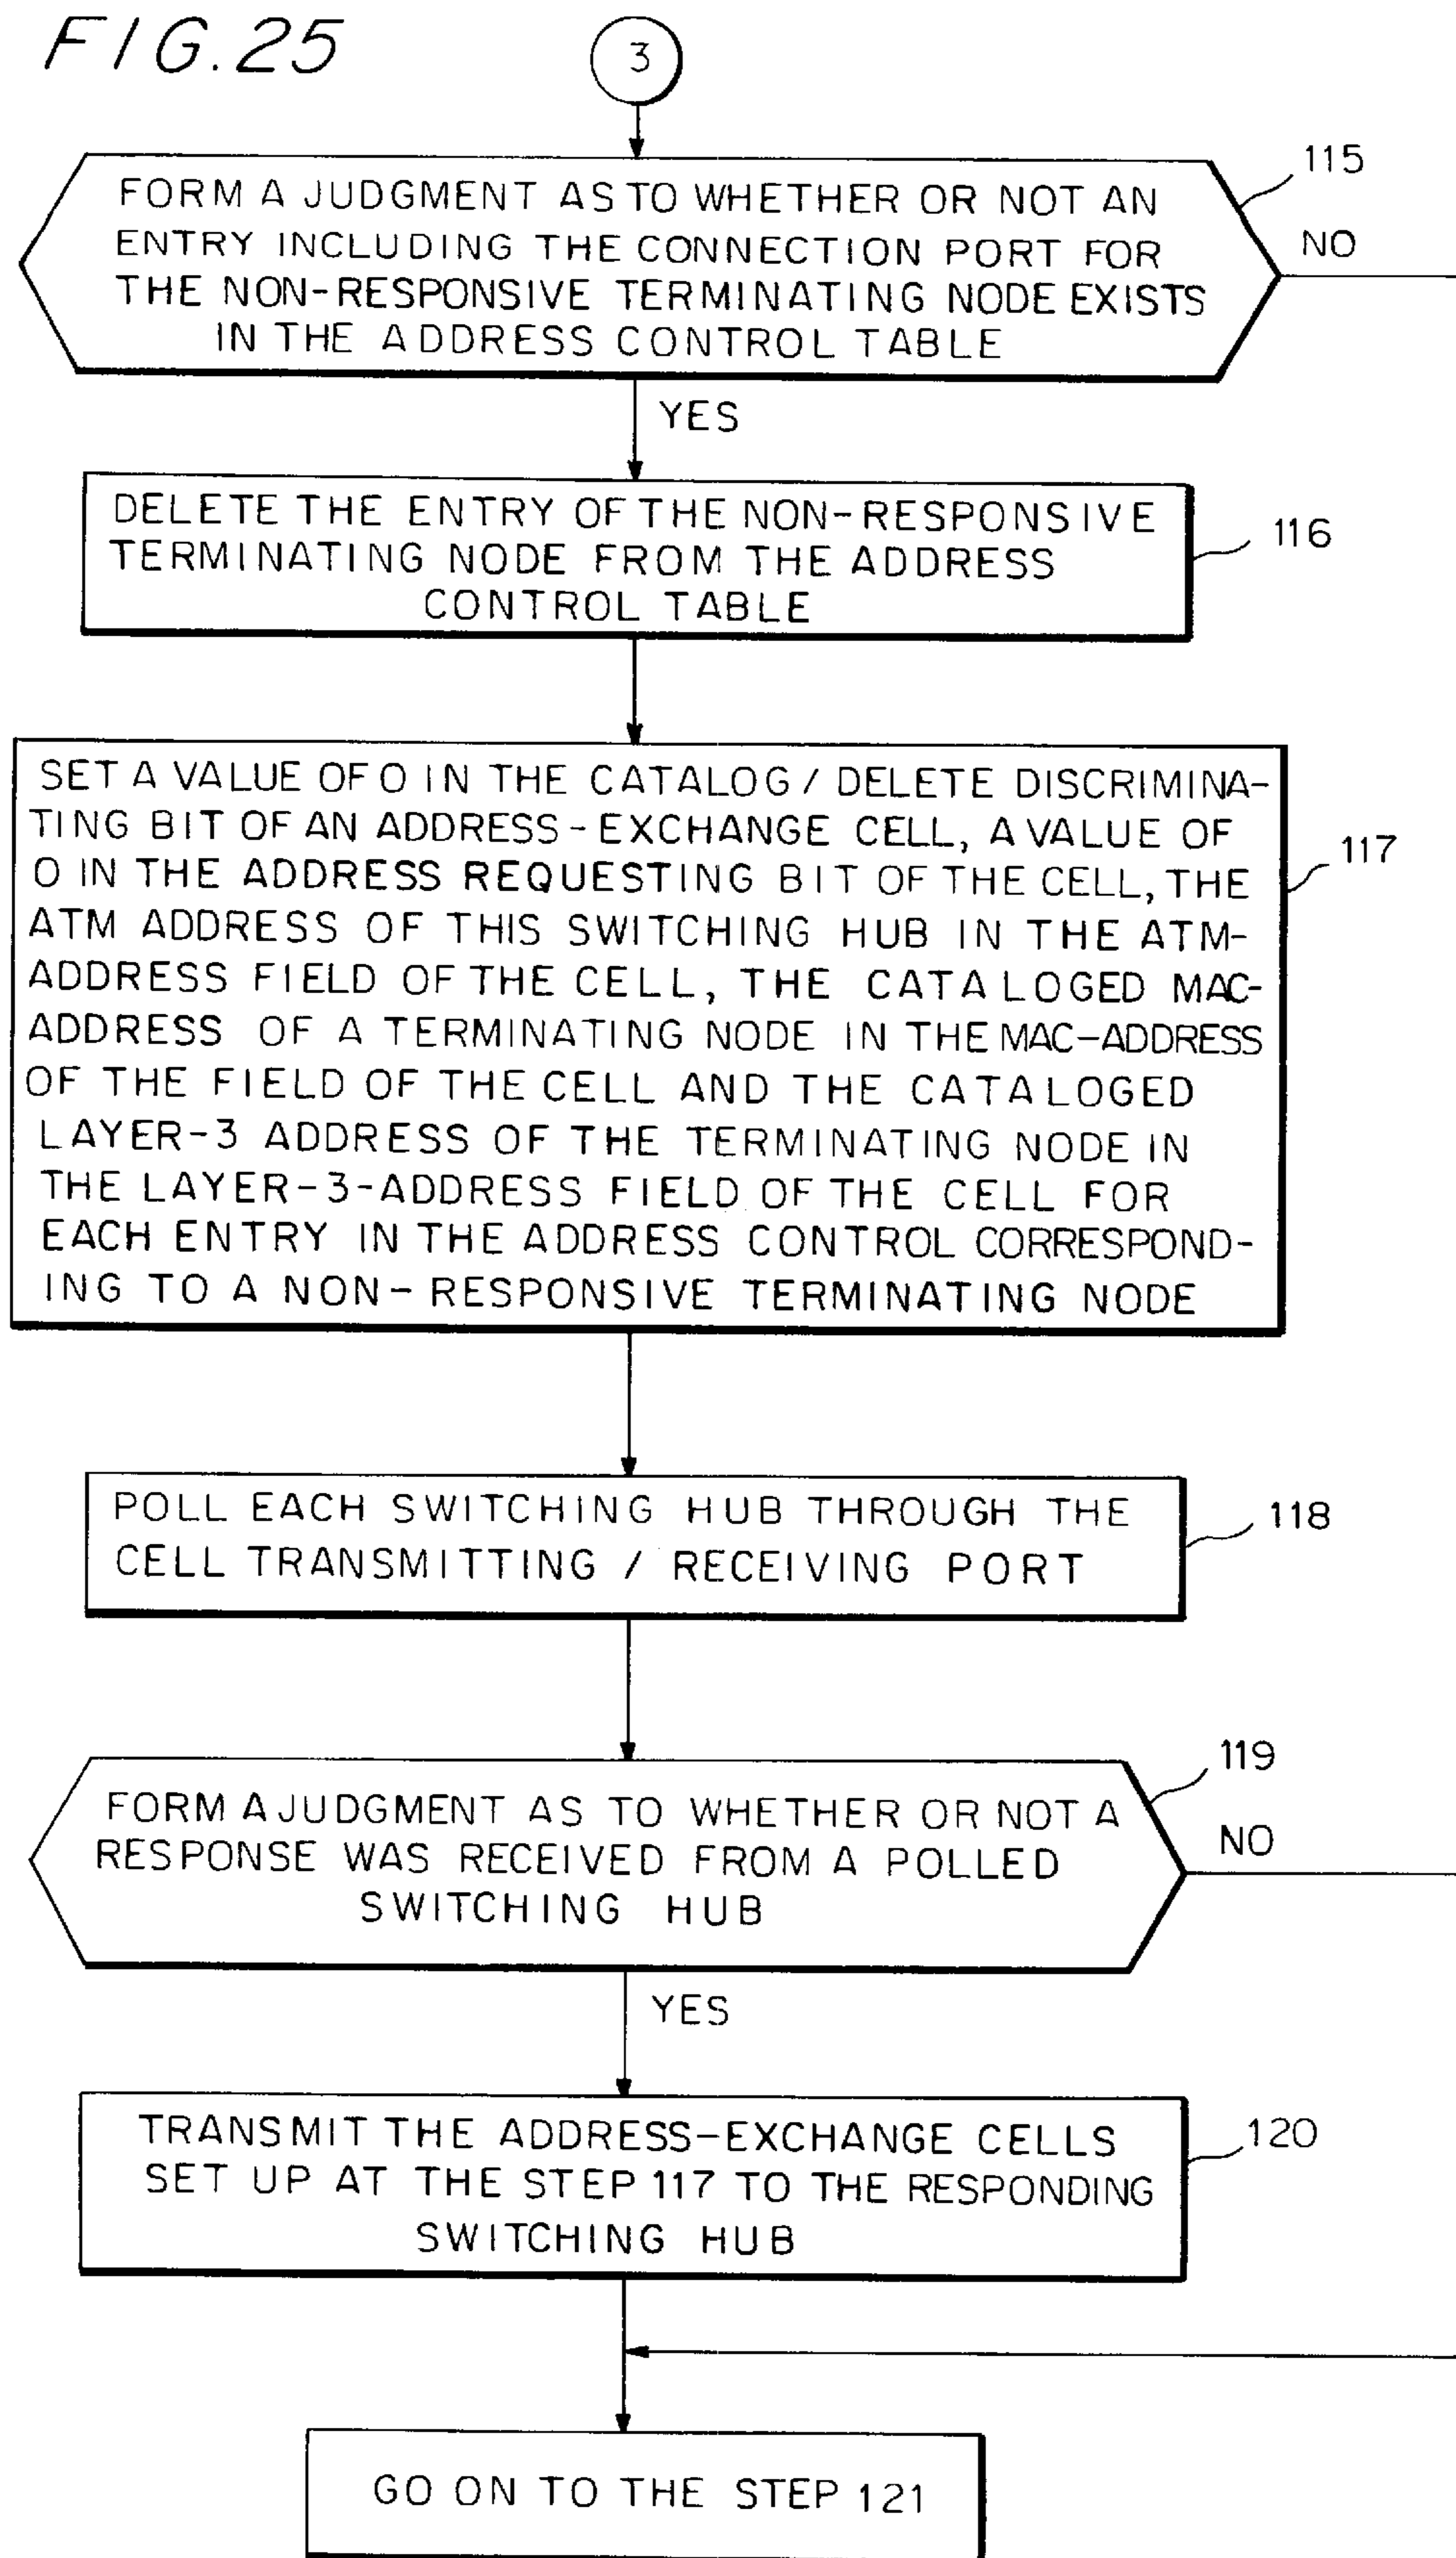 FIG.25
3
115
FORM A JUDGMENT AS TO WHETHER OR NOT AN
ENTRY INCLUDING THE CONNECTION PORT FOR
THE NON-RESPONSIVE TERMINATING NODE EXISTS
IN THE ADDRESS CONTROL TABLE
NO
YES
DELETE THE ENTRY OF THE NON-RESPONSIVE
TERMINATING NODE FROM THE ADDRESS
CONTROL TABLE
116
SET A VALUE OF 0 IN THE CATALOG / DELETE DISCRIMINA-
TING BIT OF AN ADDRESS-EXCHANGE CELL, A VALUE OF
0 IN THE ADDRESS REQUESTING BIT OF THE CELL, THE
ATM ADDRESS OF THIS SWITCHING HUB IN THE ATM-
ADDRESS FIELD OF THE CELL, THE CATALOGED MAC-
ADDRESS OF A TERMINATING NODE IN THE MAC-ADDRESS
OF THE FIELD OF THE CELL AND THE CATALOGED
LAYER-3 ADDRESS OF THE TERMINATING NODE IN
THE LAYER-3-ADDRESS FIELD OF THE CELL FOR
EACH ENTRY IN THE ADDRESS CONTROL CORRESPOND-
ING TO A NON-RESPONSIVE TERMINATING NODE
117
POLL EACH SWITCHING HUB THROUGH THE
CELL TRANSMITTING / RECEIVING PORT
118
119
FORM A JUDGMENT AS TO WHETHER OR NOT A
RESPONSE WAS RECEIVED FROM A POLLED
SWITCHING HUB
NO
YES
TRANSMIT THE ADDRESS-EXCHANGE CELLS
SET UP AT THE STEP 117 TO THE RESPONDING
SWITCHING HUB
120
GO ON TO THE STEP 121